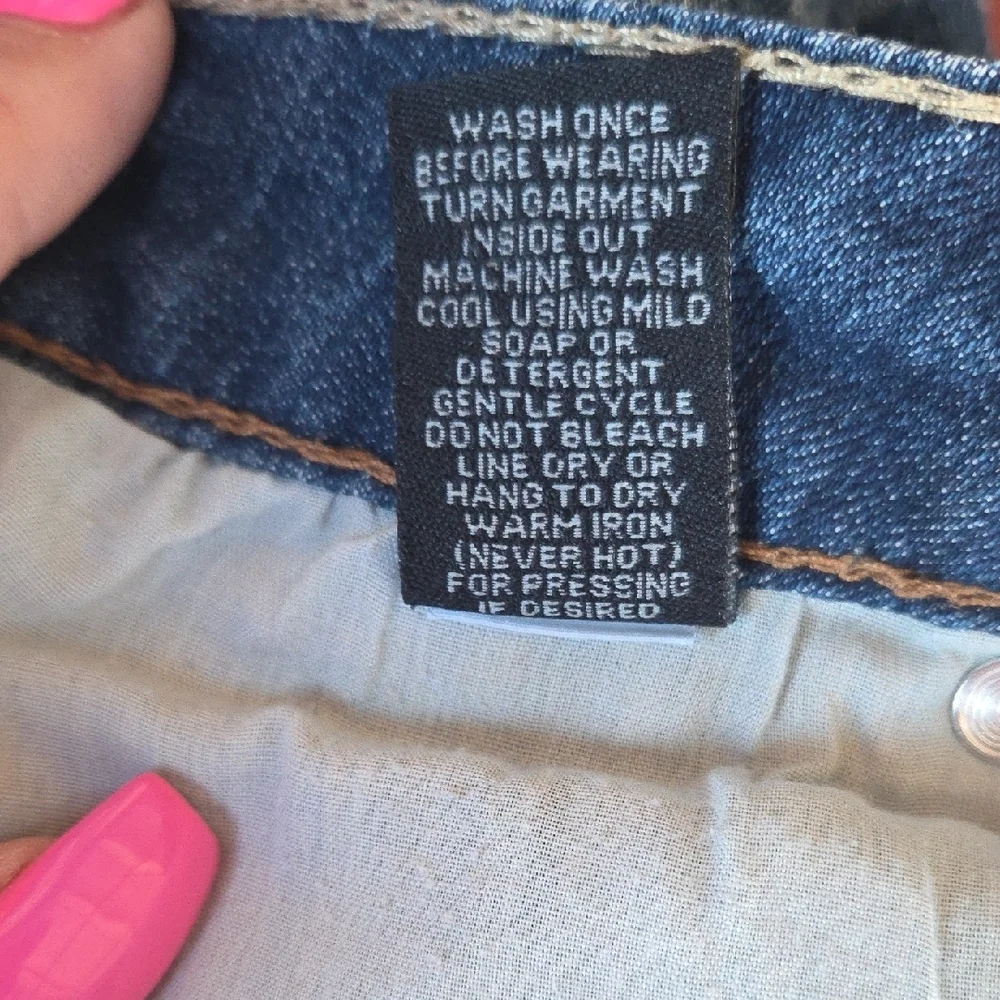 WASH ONCE
BEFORE WEARING
TURN GARMENT
INSIDE OUT
MACHINE WASH
COOL USING MILD
SOAP OR
DETERGENT
GENTLE CYCLE
DO NOT BLEACH
LINE DRY OR
HANG TO DRY
WARM IRON
(NEVER HOT)
FOR PRESSING
IF DESIRED